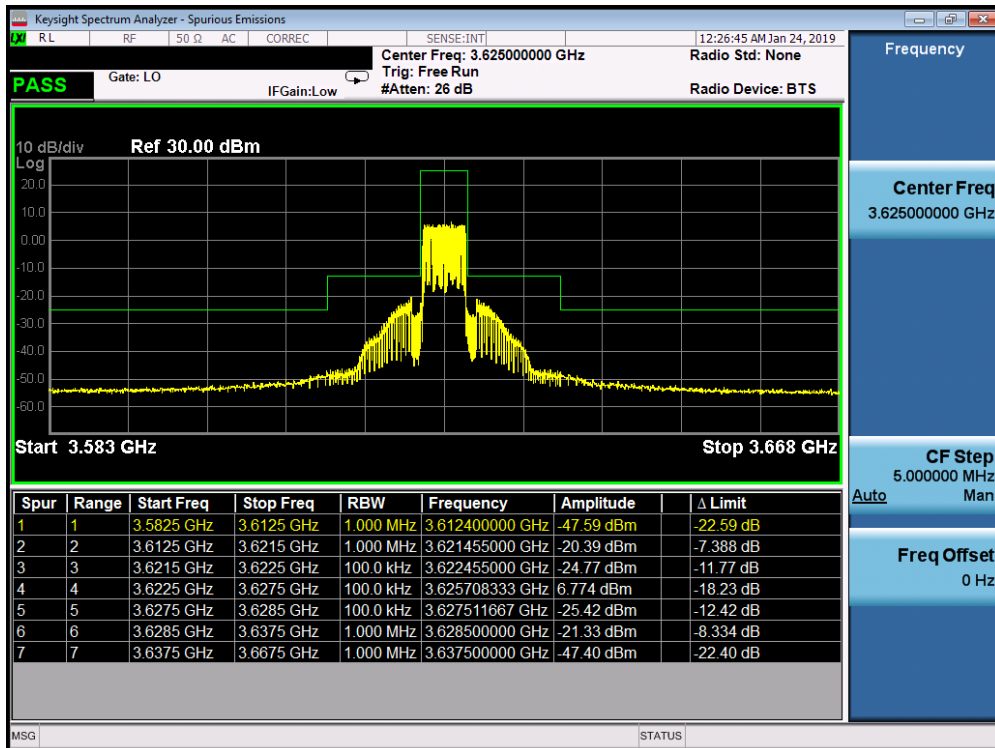 Keysight Spectrum Analyzer - Spurious Emissions
LXI RL RF 50 Ω AC CORREC SENSE:INT 12:26:45 AM Jan 24, 2019
Center Freq: 3.625000000 GHz Radio Std: None
Gate: LO Trig: Free Run
PASS IFGain:Low #Atten: 26 dB Radio Device: BTS
10 dB/div Ref 30.00 dBm
Log
20.0
10.0
0.00
-10.0
-20.0
-30.0
-40.0
-50.0
-60.0
Start 3.583 GHz Stop 3.668 GHz
Spur Range Start Freq Stop Freq RBW Frequency Amplitude Δ Limit
1 1 3.5825 GHz 3.6125 GHz 1.000 MHz 3.612400000 GHz -47.59 dBm -22.59 dB
2 2 3.6125 GHz 3.6215 GHz 1.000 MHz 3.621455000 GHz -20.39 dBm -7.388 dB
3 3 3.6215 GHz 3.6225 GHz 100.0 kHz 3.622455000 GHz -24.77 dBm -11.77 dB
4 4 3.6225 GHz 3.6275 GHz 100.0 kHz 3.625708333 GHz 6.774 dBm -18.23 dB
5 5 3.6275 GHz 3.6285 GHz 100.0 kHz 3.627511667 GHz -25.42 dBm -12.42 dB
6 6 3.6285 GHz 3.6375 GHz 1.000 MHz 3.628500000 GHz -21.33 dBm -8.334 dB
7 7 3.6375 GHz 3.6675 GHz 1.000 MHz 3.637500000 GHz -47.40 dBm -22.40 dB
MSG STATUS
Frequency
Center Freq
3.625000000 GHz
CF Step
5.000000 MHz
Auto Man
Freq Offset
0 Hz